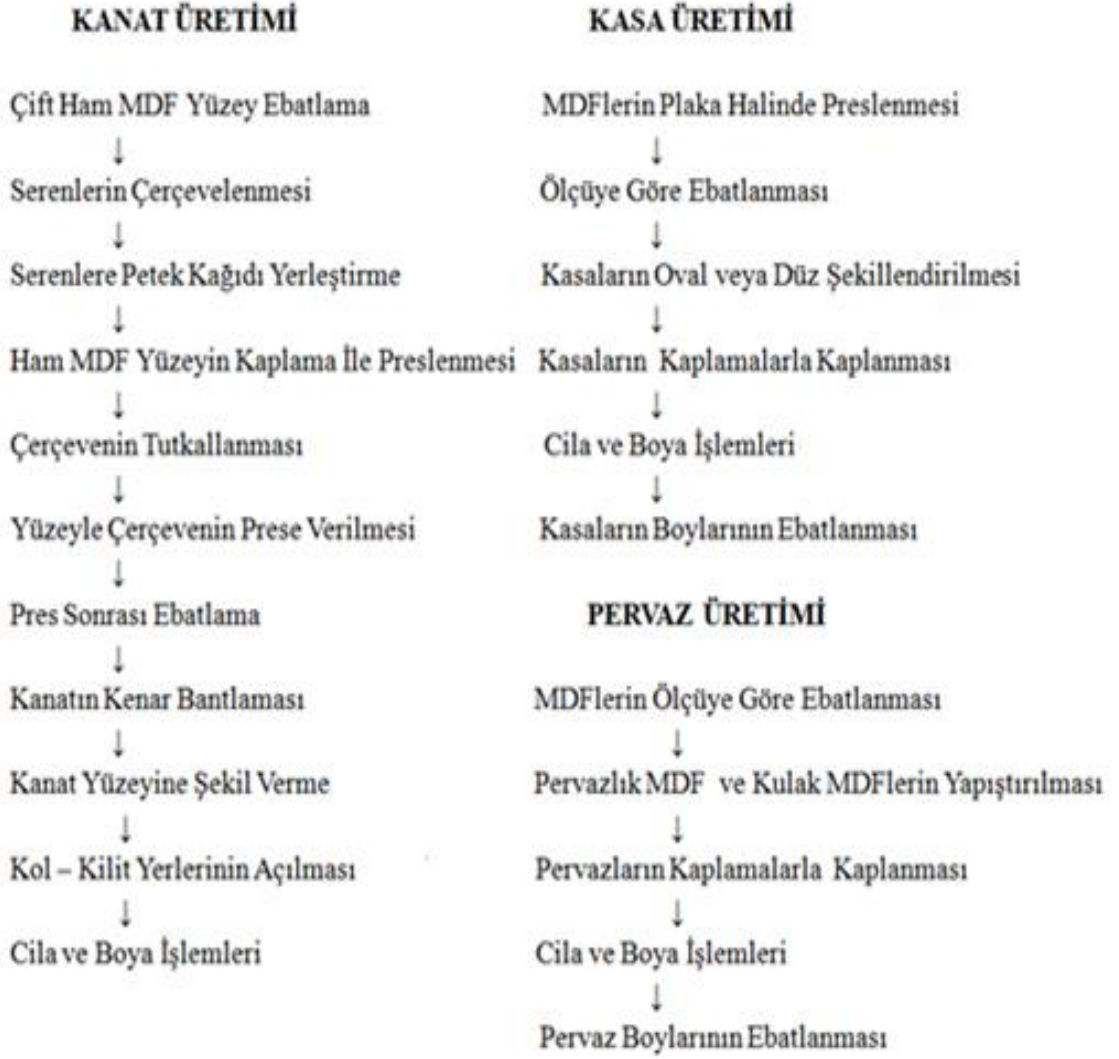 KANAT ÜRETİMİ
Çift Ham MDF Yüzey Ebatlama
↓
Serenlerin Çerçevelenmesi
↓
Serenlere Petek Kağıdı Yerleştirme
↓
Ham MDF Yüzeyin Kaplama İle Preslenmesi
↓
Çerçevenin Tutkallanması
↓
Yüzeyle Çerçevenin Prese Verilmesi
↓
Pres Sonrası Ebatlama
↓
Kanatın Kenar Bantlaması
↓
Kanat Yüzeyine Şekil Verme
↓
Kol – Kilit Yerlerinin Açılması
↓
Cila ve Boya İşlemleri
KASA ÜRETİMİ
MDFlerin Plaka Halinde Preslenmesi
↓
Ölçüye Göre Ebatlanması
↓
Kasaların Oval veya Düz Şekillendirilmesi
↓
Kasaların Kaplamalarla Kaplanması
↓
Cila ve Boya İşlemleri
↓
Kasaların Boylarının Ebatlanması
PERVAZ ÜRETİMİ
MDFlerin Ölçüye Göre Ebatlanması
↓
Pervazlık MDF ve Kulak MDFlerin Yapıştırılması
↓
Pervazların Kaplamalarla Kaplanması
↓
Cila ve Boya İşlemleri
↓
Pervaz Boylarının Ebatlanması